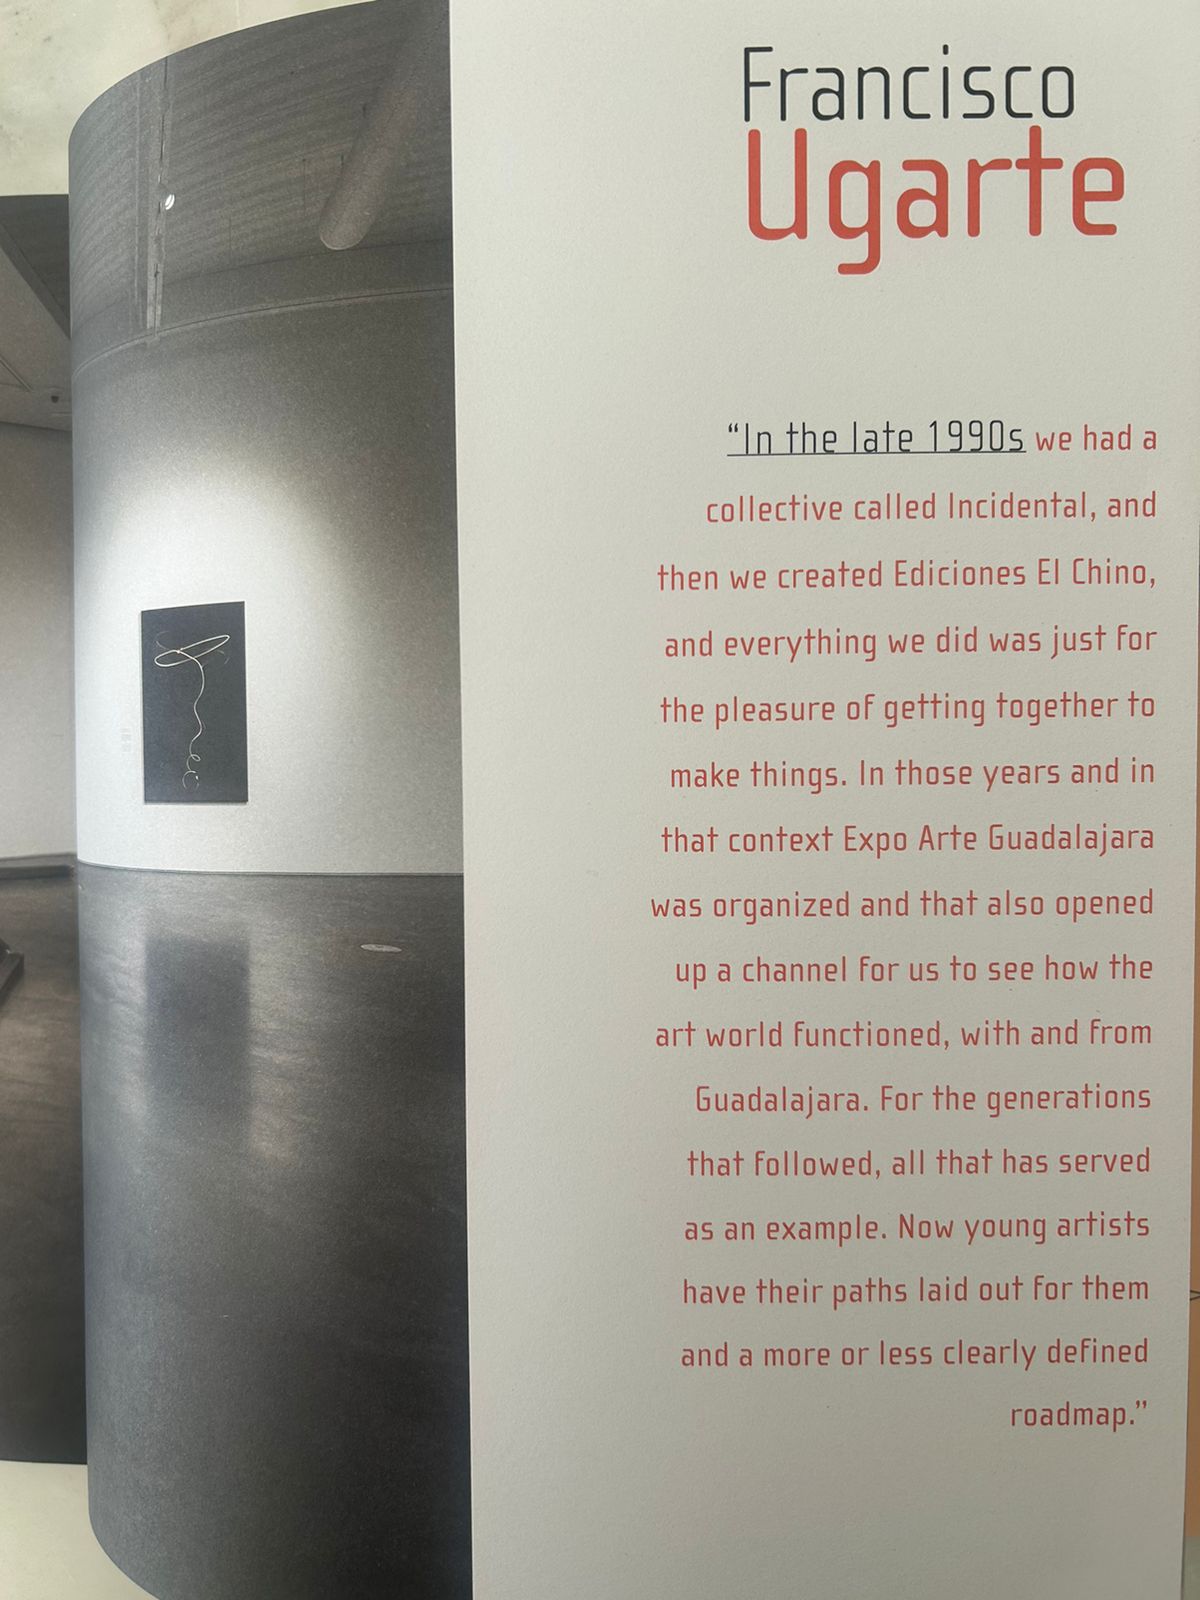 Francisco
Ugarte
“In the late 1990s we had a
collective called Incidental, and
then we created Ediciones El Chino,
and everything we did was just for
the pleasure of getting together to
make things. In those years and in
that context Expo Arte Guadalajara
was organized and that also opened
up a channel for us to see how the
art world functioned, with and from
Guadalajara. For the generations
that followed, all that has served
as an example. Now young artists
have their paths laid out for them
and a more or less clearly defined
roadmap.”